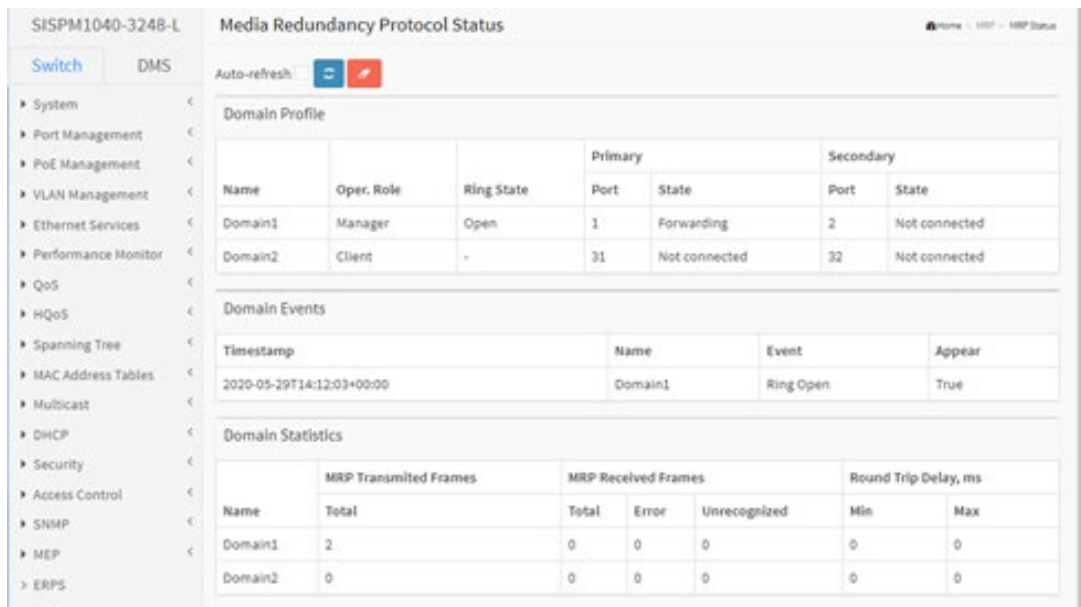 SISPM1040-3248-L
Media Redundancy Protocol Status
Home - MRP - MRP Status
Switch DMS
Auto-refresh
System
Port Management
PoE Management
VLAN Management
Ethernet Services
Performance Monitor
QoS
HQoS
Spanning Tree
MAC Address Tables
Multicast
DHCP
Security
Access Control
SNMP
MEP
ERPS
Domain Profile
Primary Secondary
Name Oper. Role Ring State Port State Port State
Domain1 Manager Open 1 Forwarding 2 Not connected
Domain2 Client - 31 Not connected 32 Not connected
Domain Events
Timestamp Name Event Appear
2020-05-29T14:12:03+00:00 Domain1 Ring Open True
Domain Statistics
MRP Transmited Frames MRP Received Frames Round Trip Delay, ms
Name Total Total Error Unrecognized Min Max
Domain1 2 0 0 0 0 0
Domain2 0 0 0 0 0 0